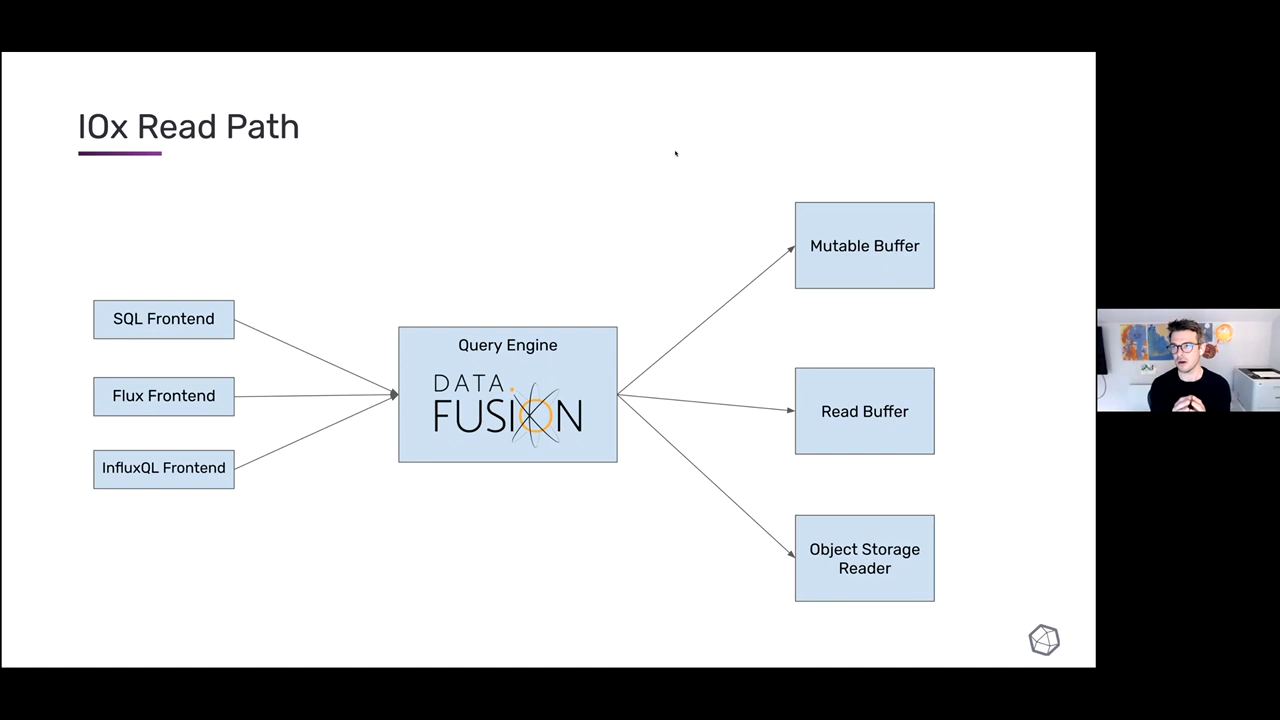 IOx Read Path
SQL Frontend
Flux Frontend
InfluxQL Frontend
Query Engine
DATA
FUSION
Mutable Buffer
Read Buffer
Object Storage
Reader